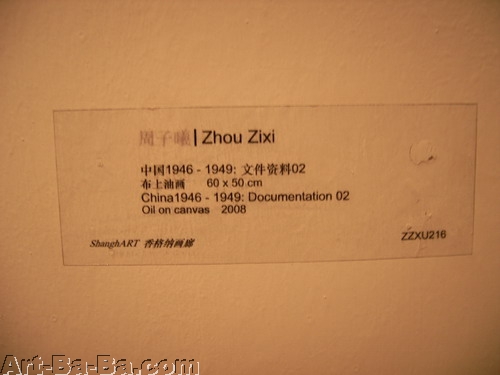 周子曦 | Zhou Zixi
中国1946 - 1949: 文件资料02
布上油画 60 x 50 cm
China1946 - 1949: Documentation 02
Oil on canvas 2008
ShanghART 香格纳画廊 ZZXU216
Art-Ba-Ba.com